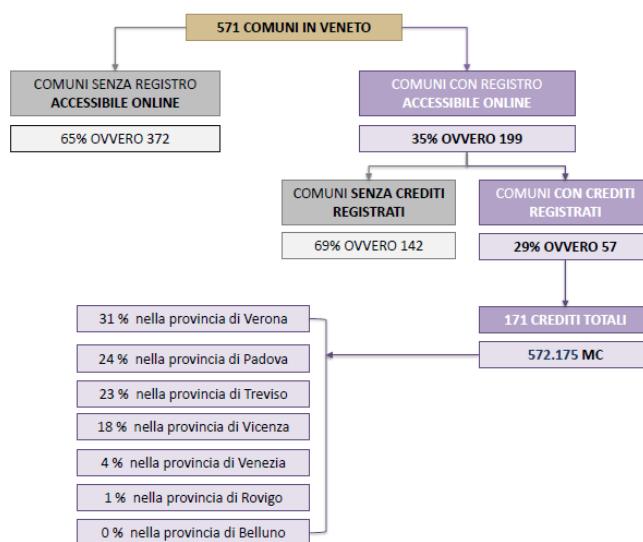 571 COMUNI IN VENETO
COMUNI SENZA REGISTRO
ACCESSIBILE ONLINE
65% OVVERO 372
COMUNI CON REGISTRO
ACCESSIBILE ONLINE
35% OVVERO 199
COMUNI SENZA CREDITI
REGISTRATI
69% OVVERO 142
COMUNI CON CREDITI
REGISTRATI
29% OVVERO 57
171 CREDITI TOTALI
572.175 MC
31 % nella provincia di Verona
24 % nella provincia di Padova
23 % nella provincia di Treviso
18 % nella provincia di Vicenza
4 % nella provincia di Venezia
1 % nella provincia di Rovigo
0 % nella provincia di Belluno